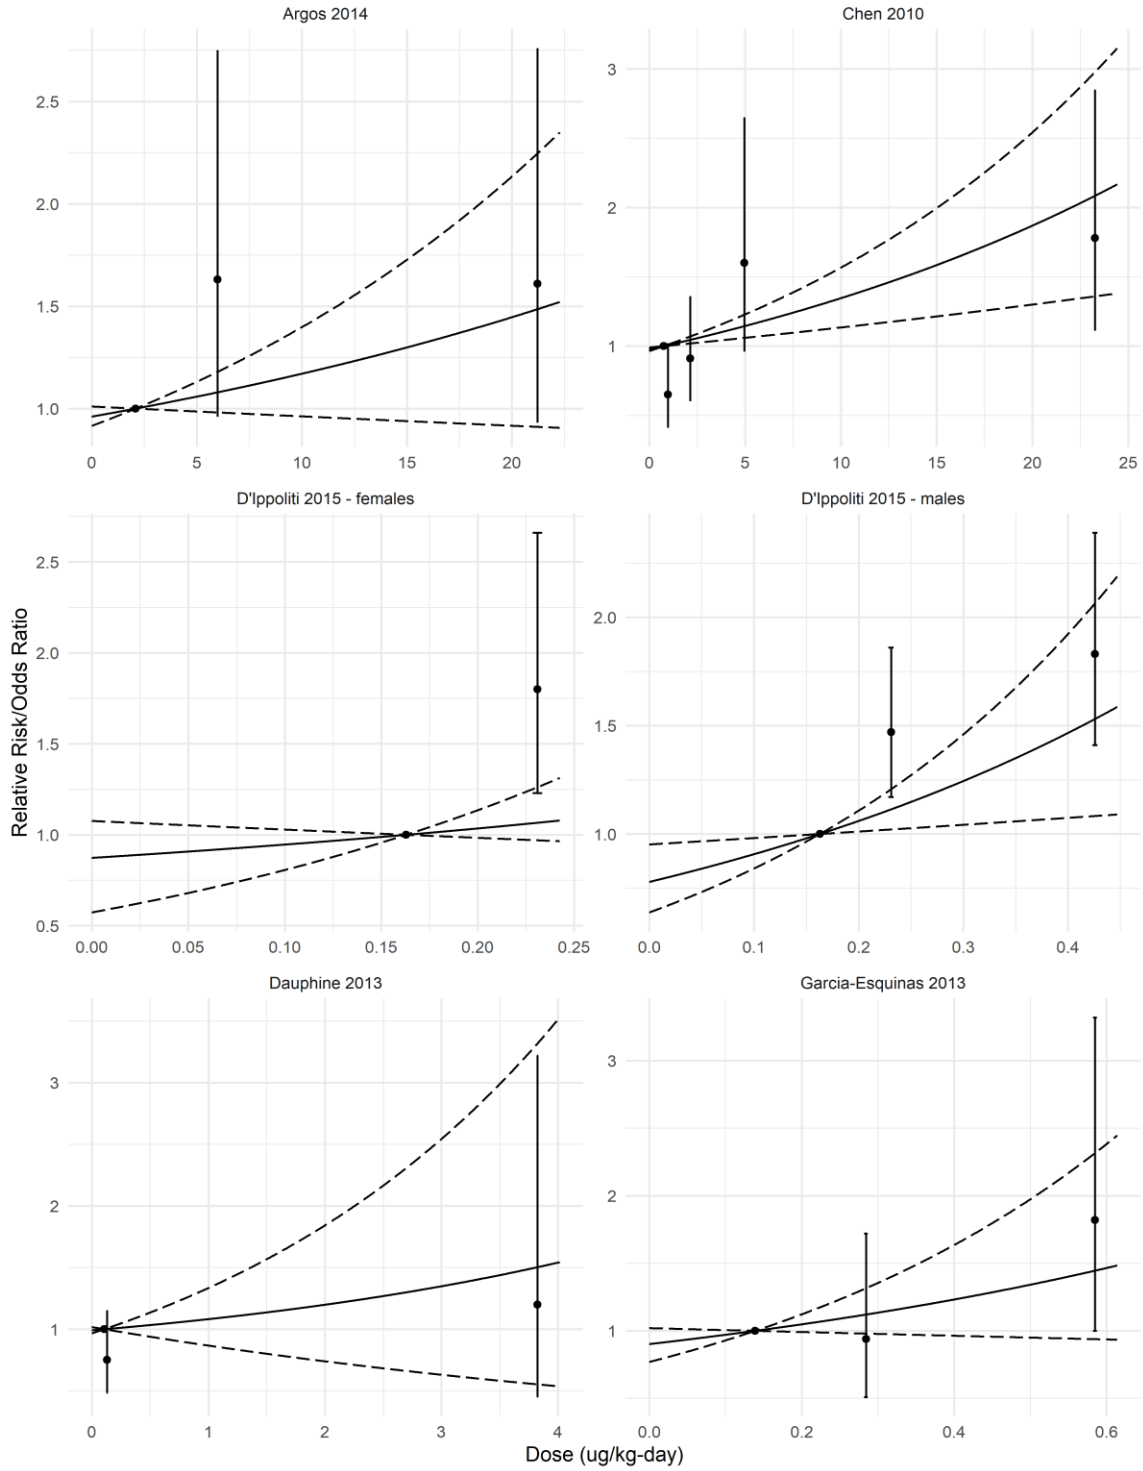 Argos 2014
Chen 2010
2.5
2.0
1.5
1.0
0 5 10 15 20
3
2
1
0 5 10 15 20 25
D'Ippoliti 2015 - females
D'Ippoliti 2015 - males
2.5
2.0
1.5
1.0
0.5
0.00 0.05 0.10 0.15 0.20 0.25
2.0
1.5
1.0
0.0 0.1 0.2 0.3 0.4
Relative Risk/Odds Ratio
Dauphine 2013
Garcia-Esquinas 2013
3
2
1
0 1 2 3 4
3
2
1
0.0 0.2 0.4 0.6
Dose (ug/kg-day)